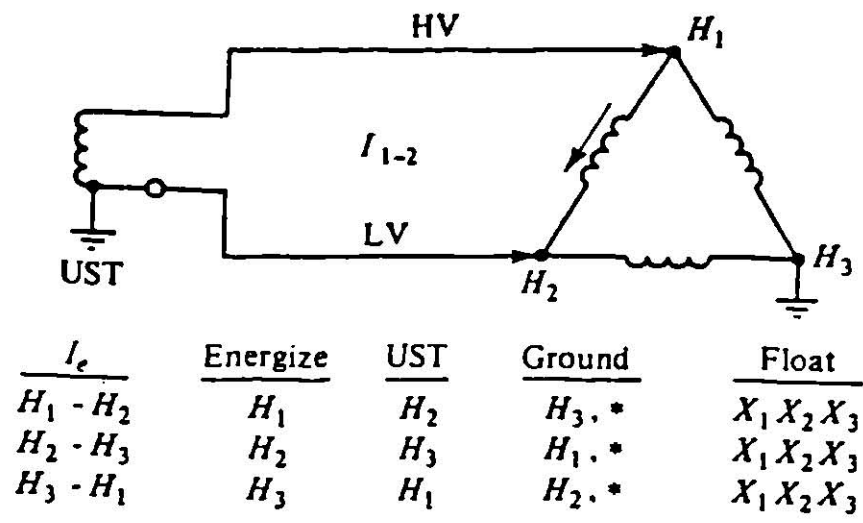 HV
H₁
I₁₋₂
LV
UST
H₂
H₃
Iₑ Energize UST Ground Float
H₁ - H₂ H₁ H₂ H₃, * X₁ X₂ X₃
H₂ - H₃ H₂ H₃ H₁, * X₁ X₂ X₃
H₃ - H₁ H₃ H₁ H₂, * X₁ X₂ X₃